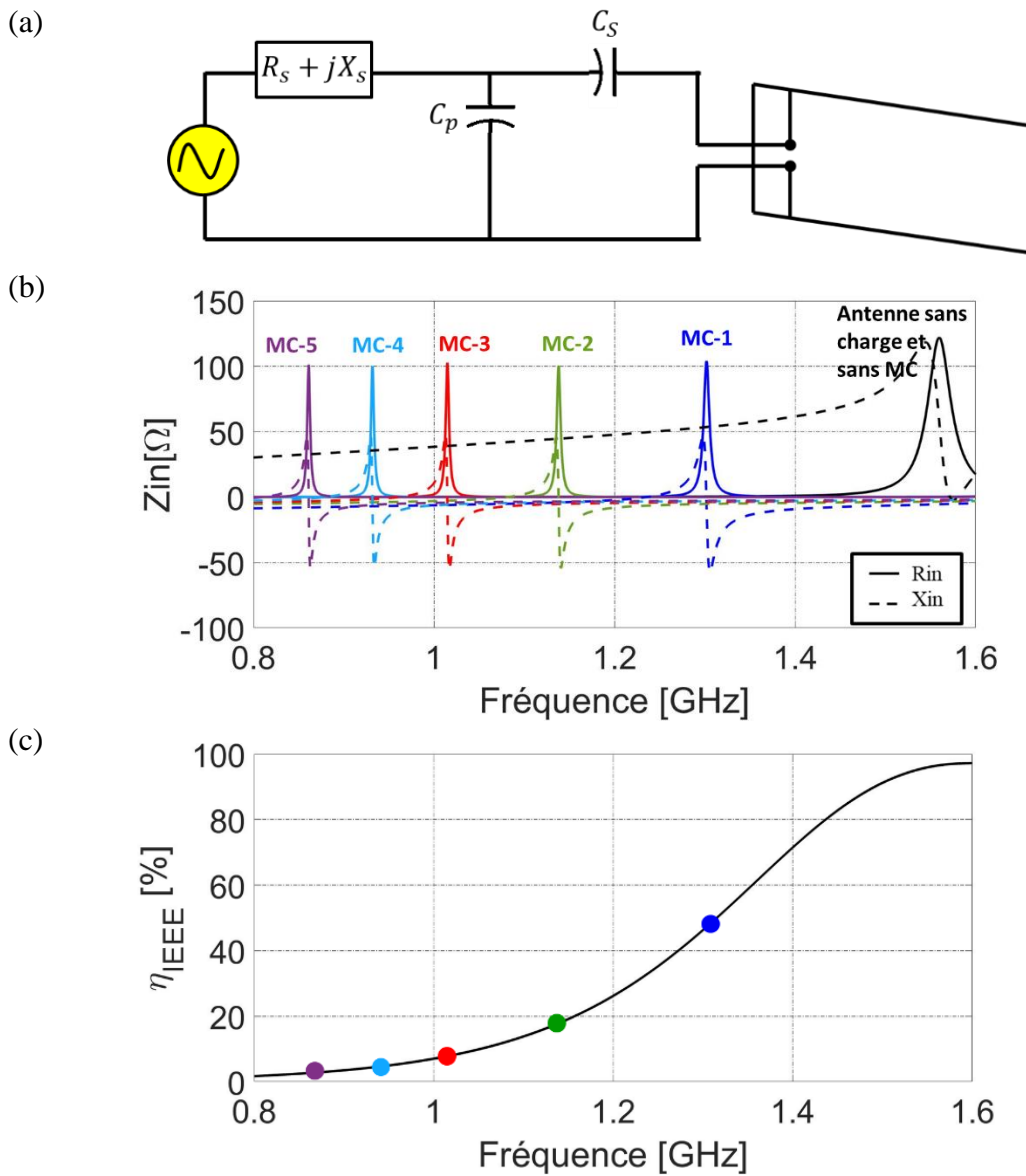 (a)
R_s + jX_s
C_p
C_S
(b)
Zin[Ω]
150
100
50
0
-50
-100
MC-5
MC-4
MC-3
MC-2
MC-1
Antenne sans
charge et
sans MC
Rin
Xin
0.8
1
1.2
1.4
1.6
Fréquence [GHz]
(c)
η_IEEE [%]
100
80
60
40
20
0
0.8
1
1.2
1.4
1.6
Fréquence [GHz]